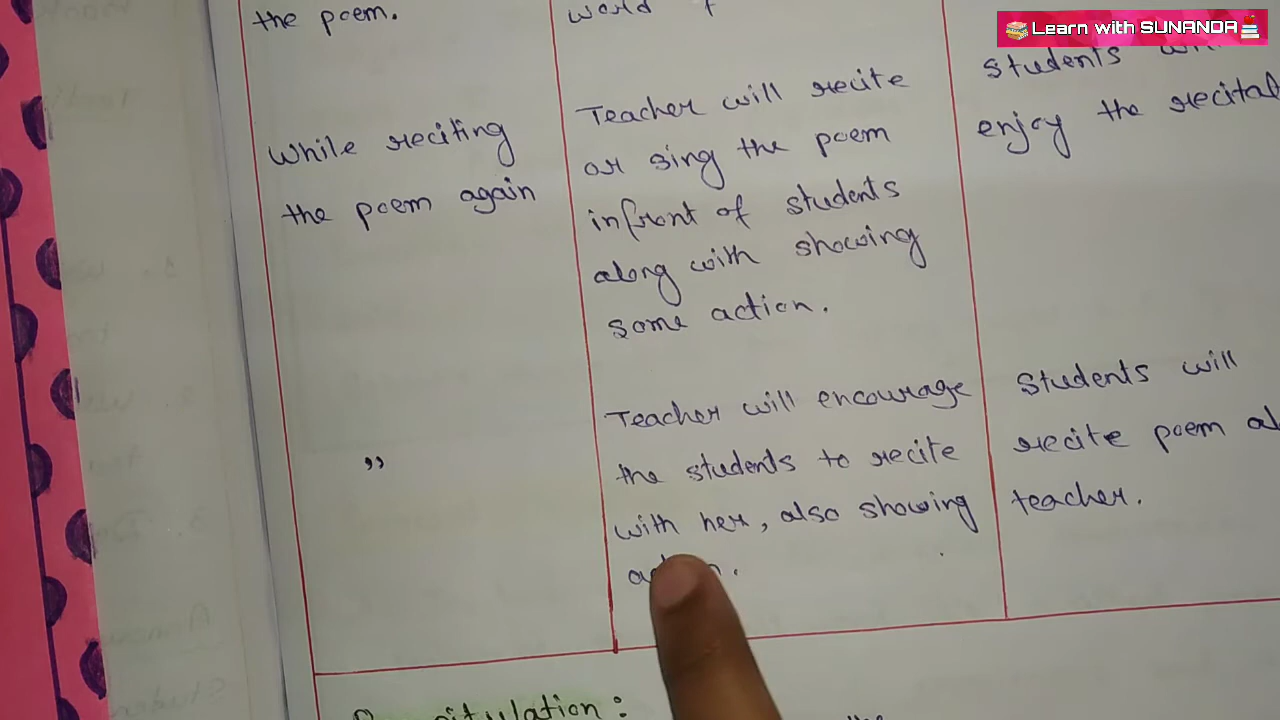 Learn with SUNANDA
the poem.
While reciting
the poem again
”
world
Teacher will recite
or sing the poem
infront of students
along with showing
some action.
Teacher will encourage
the students to recite
with her, also showing
students
enjoy the recital
Students will
recite poem
teacher.